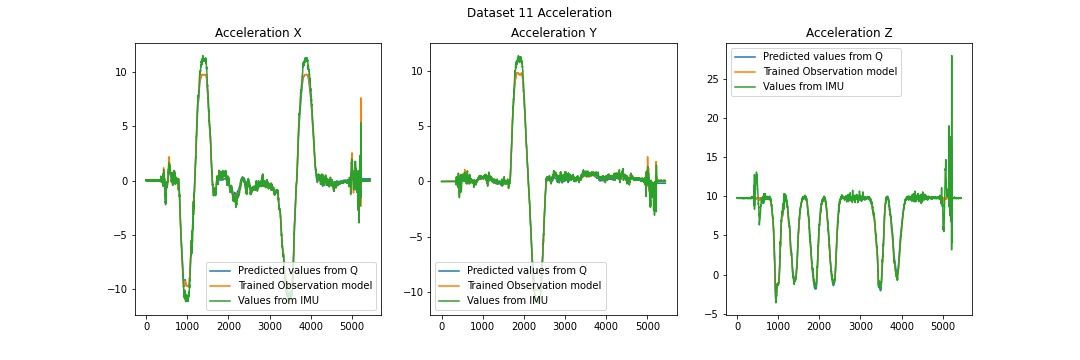 Dataset 11 Acceleration
Acceleration X
10
5
0
−5
−10
0 1000 2000 3000 4000 5000
Predicted values from Q
Trained Observation model
Values from IMU
Acceleration Y
10
5
0
−5
−10
0 1000 2000 3000 4000 5000
Predicted values from Q
Trained Observation model
Values from IMU
Acceleration Z
25
20
15
10
5
0
−5
0 1000 2000 3000 4000 5000
Predicted values from Q
Trained Observation model
Values from IMU